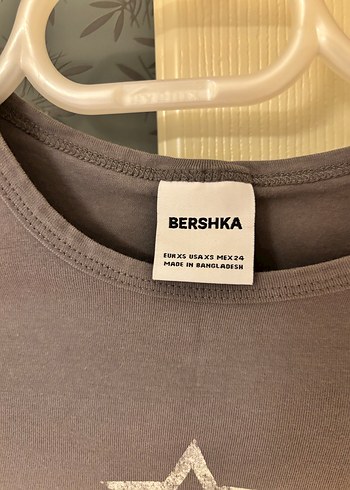 BERSHKA
EUR XS USA XS MEX 24
MADE IN BANGLADESH